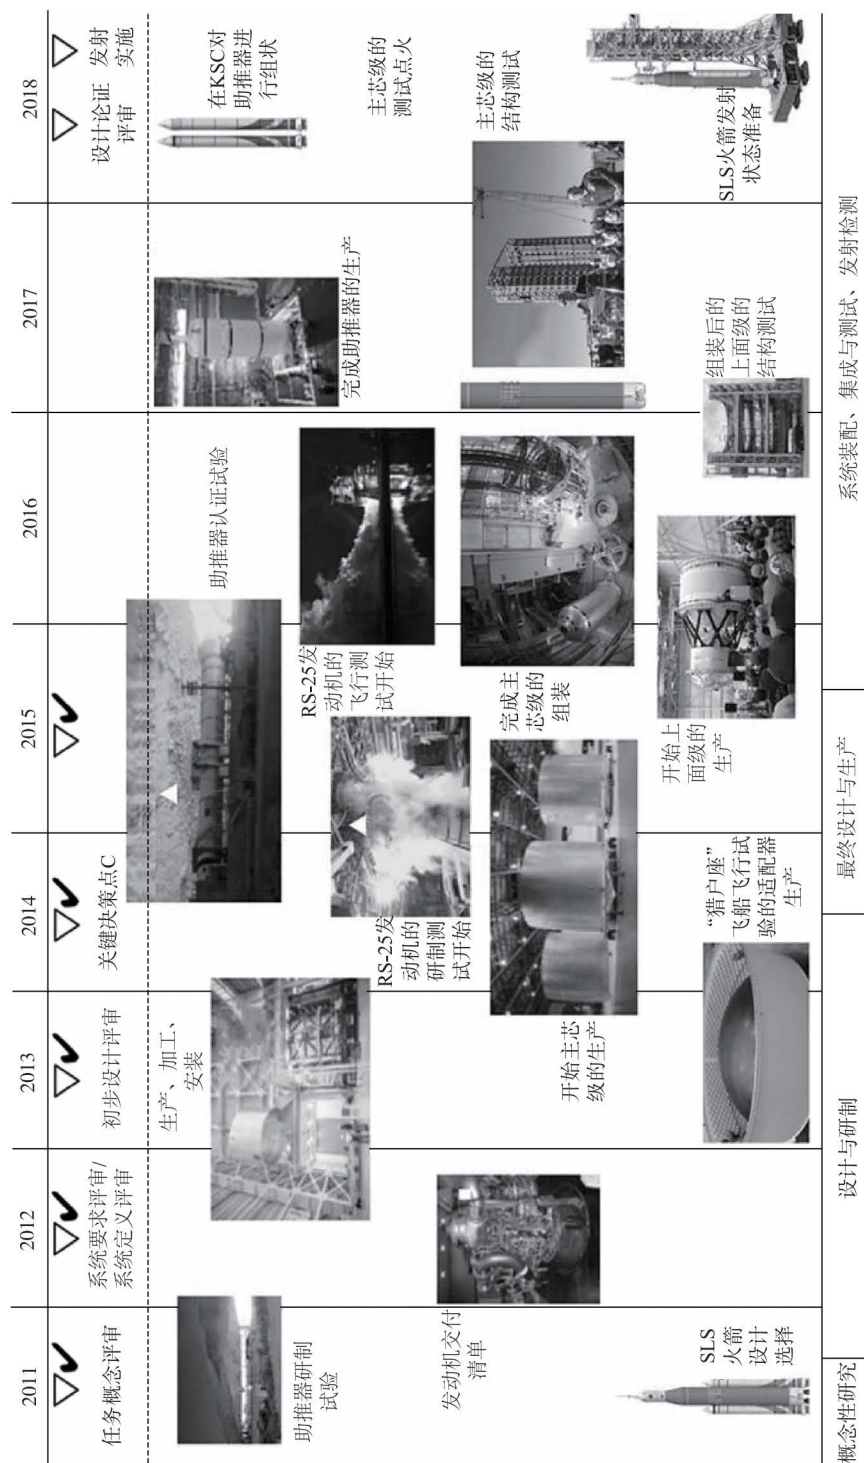 2011
2012
2013
2014
2015
2016
2017
2018
任务概念评审
系统要求评审/
系统定义评审
初步设计评审
关键决策点C
设计论证
评审
发射
实施
助推器研制
试验
生产、加工、
安装
助推器认证试验
完成助推器的生产
在KSC对
助推器进
行组状
发动机交付
清单
RS-25发
动机的
研制测
试开始
RS-25发
动机的
飞行测
试开始
主芯级的
测试点火
开始主芯
级的生产
完成主
芯级的
组装
主芯级的
结构测试
SLS
火箭
设计
选择
“猎户座”
飞船飞行试
验的适配器
生产
开始上
面级的
生产
组装后的
上面级的
结构测试
SLS火箭发射
状态准备
概念性研究
设计与研制
最终设计与生产
系统装配、集成与测试、发射检测